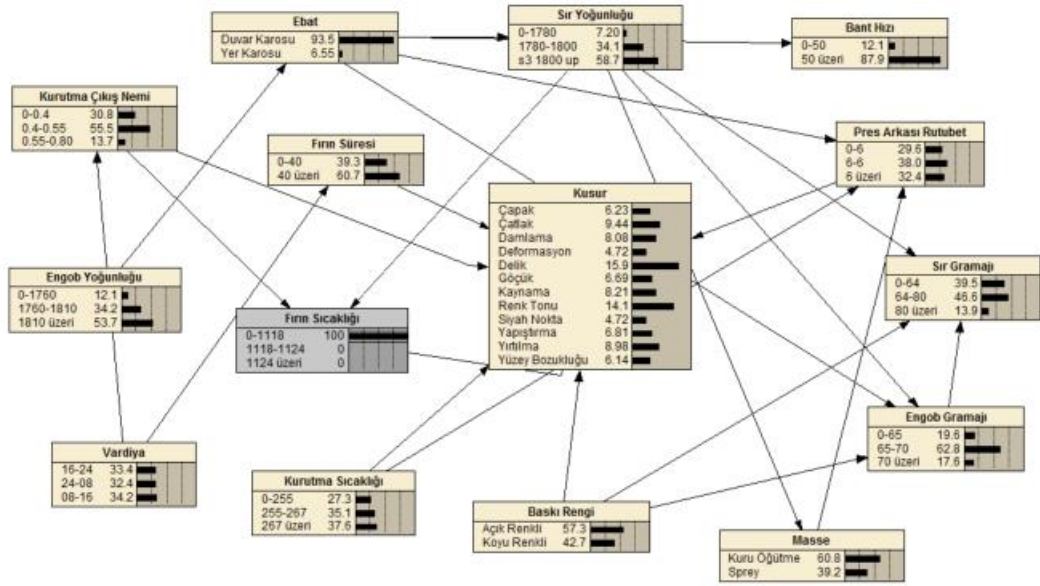 Ebat
Duvar Karosu 93.5
Yer Karosu 6.55
Sır Yoğunluğu
0-1780 7.20
1780-1800 34.1
s3 1800 up 58.7
Bant Hızı
0-50 12.1
50 üzeri 87.9
Kurutma Çıkış Nemi
0-0.4 30.8
0.4-0.55 55.5
0.55-0.80 13.7
Fırın Süresi
0-40 39.3
40 üzeri 60.7
Pres Arkası Rutubet
0-6 29.6
6-6 38.0
6 üzeri 32.4
Kusur
Çapak 6.23
Çatlak 9.44
Damlama 8.08
Deformasyon 4.72
Delik 15.9
Göçük 6.69
Kaynama 8.21
Renk Tonu 14.1
Siyah Nokta 4.72
Yapıştırma 6.81
Yırtılma 8.98
Yüzey Bozukluğu 6.14
Engob Yoğunluğu
0-1760 12.1
1760-1810 34.2
1810 üzeri 53.7
Fırın Sıcaklığı
0-1118 100
1118-1124 0
1124 üzeri 0
Sır Gramajı
0-64 39.5
64-80 46.6
80 üzeri 13.9
Engob Gramajı
0-65 19.6
65-70 62.8
70 üzeri 17.6
Vardiya
16-24 33.4
24-08 32.4
08-16 34.2
Kurutma Sıcaklığı
0-255 27.3
255-267 35.1
267 üzeri 37.6
Baskı Rengi
Açık Renkli 57.3
Koyu Renkli 42.7
Masse
Kuru Öğütme 60.8
Sprey 39.2